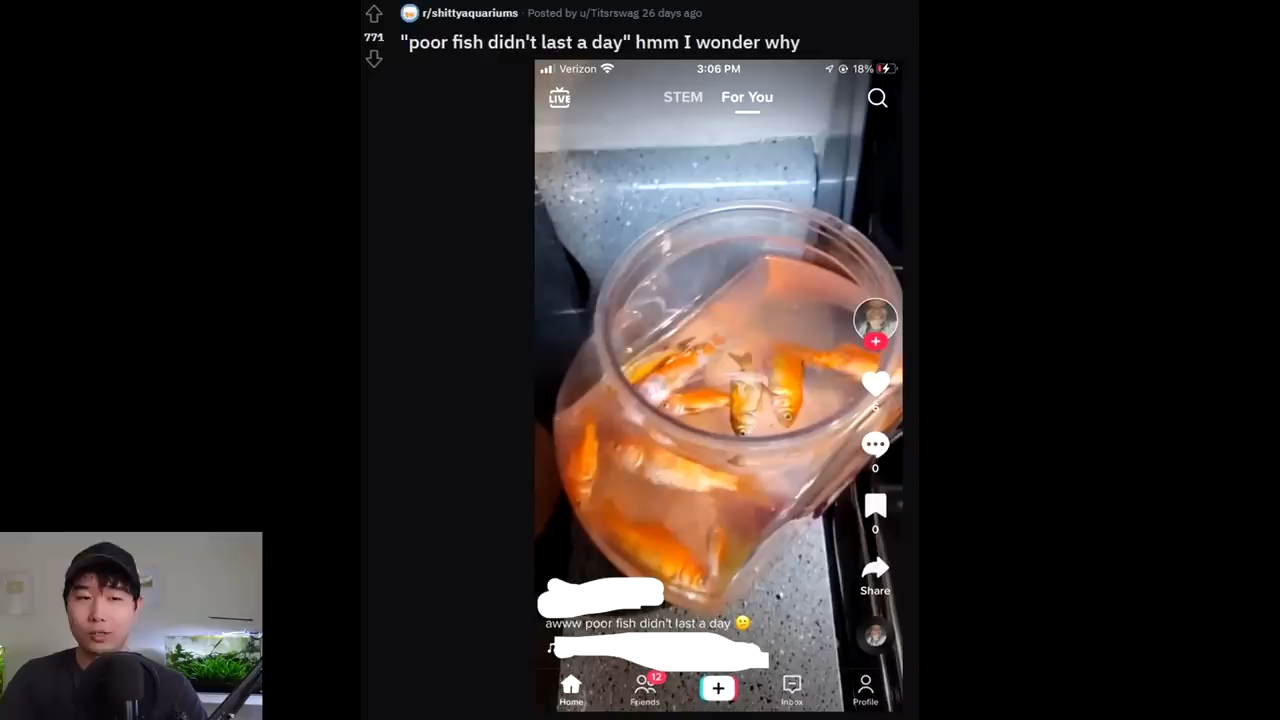 r/shittyaquariums · Posted by u/Titsrswag 26 days ago
771
"poor fish didn't last a day" hmm I wonder why
Verizon 3:06 PM 18%
LIVE STEM For You
0
0
Share
awww poor fish didn't last a day
12
Home Friends Inbox Profile